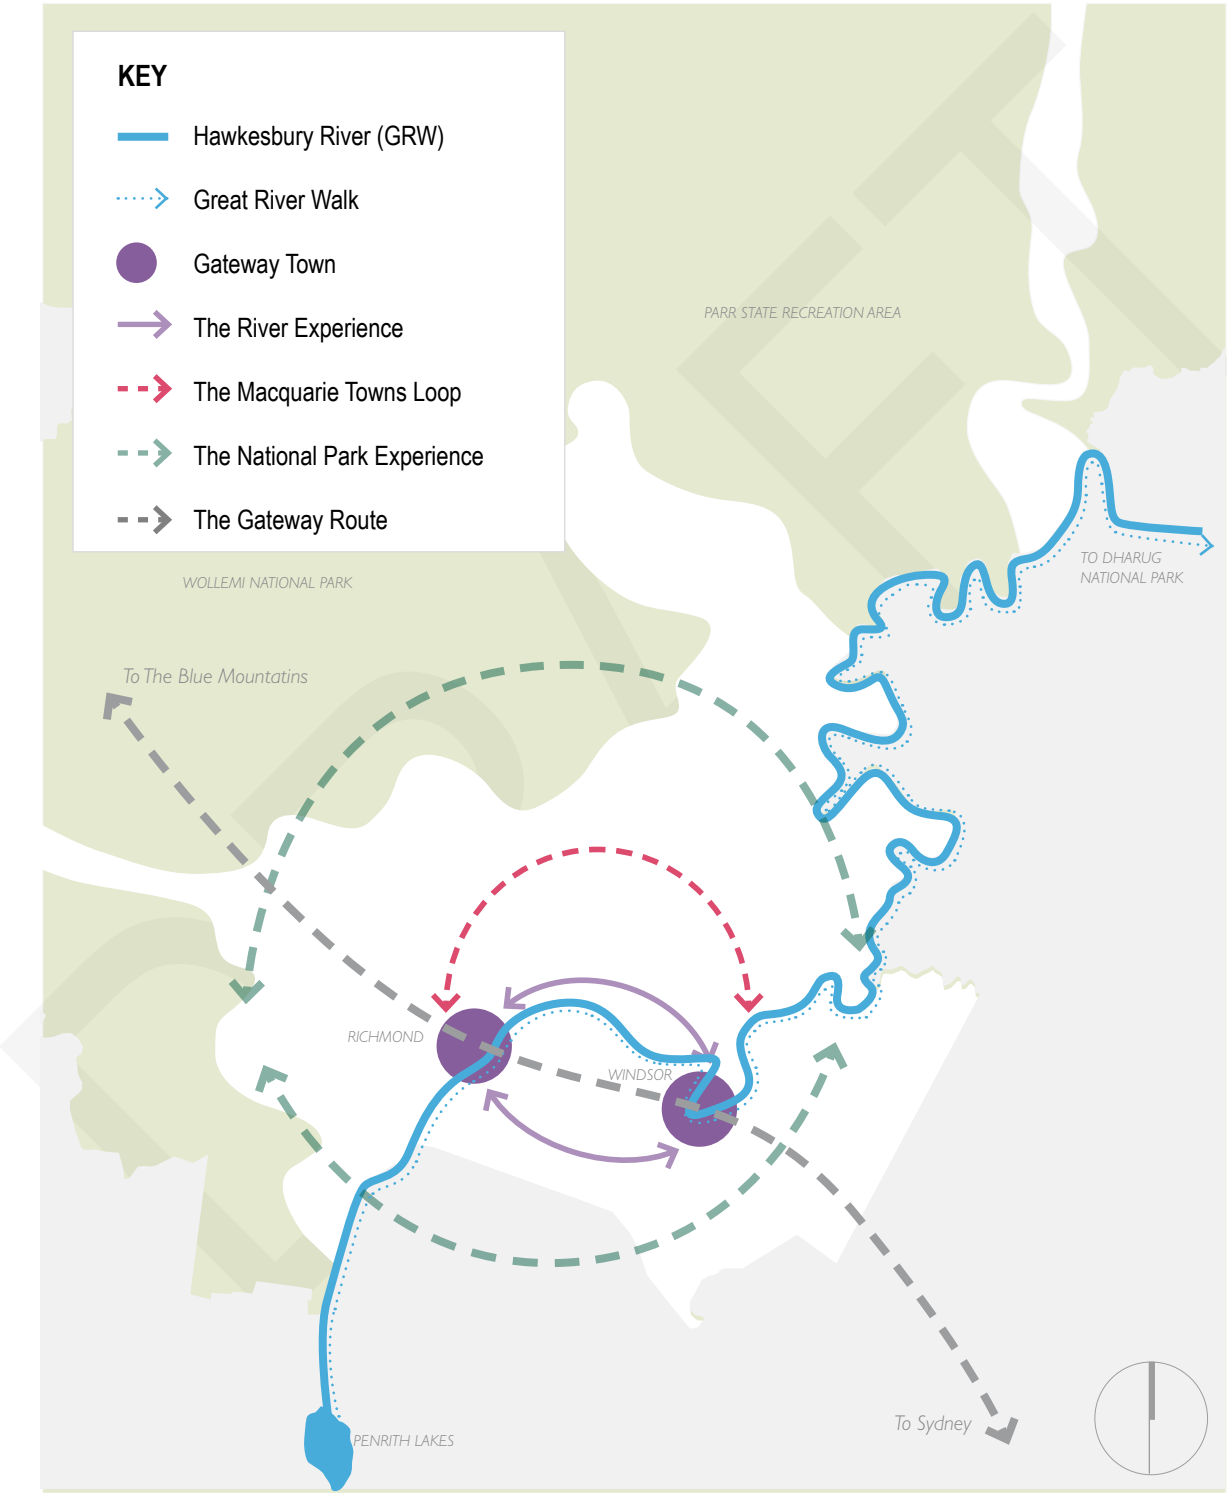 KEY
Hawkesbury River (GRW)
Great River Walk
Gateway Town
The River Experience
The Macquarie Towns Loop
The National Park Experience
The Gateway Route
PARR STATE RECREATION AREA
TO DHARUG
NATIONAL PARK
WOLLEMI NATIONAL PARK
To The Blue Mountatins
RICHMOND
WINDSOR
To Sydney
PENRITH LAKES